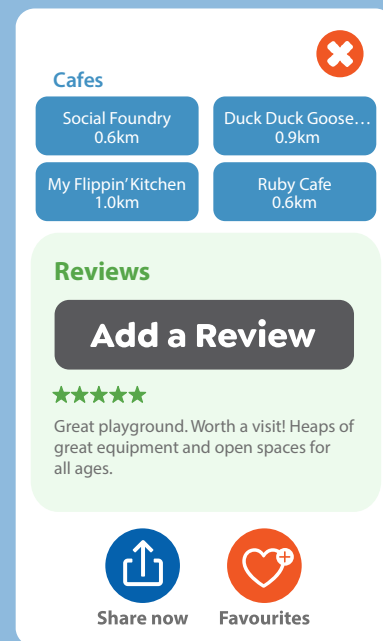 Cafes
Social Foundry
0.6km
Duck Duck Goose…
0.9km
My Flippin' Kitchen
1.0km
Ruby Cafe
0.6km
Reviews
Add a Review
Great playground. Worth a visit! Heaps of
great equipment and open spaces for
all ages.
Share now
Favourites